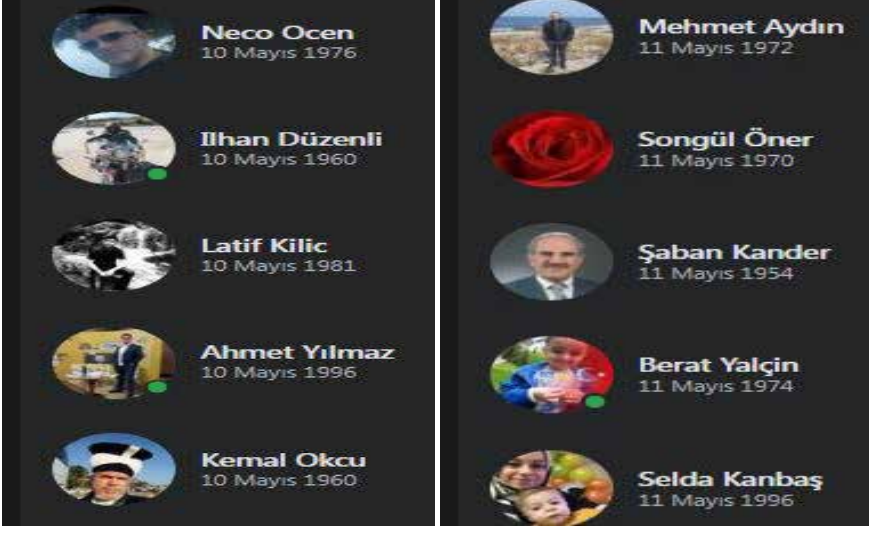 Neco Ocen
10 Mayıs 1976
Ilhan Düzenli
10 Mayıs 1960
Latif Kilic
10 Mayıs 1981
Ahmet Yılmaz
10 Mayıs 1996
Kemal Okcu
10 Mayıs 1960
Mehmet Aydın
11 Mayıs 1972
Songül Öner
11 Mayıs 1970
Şaban Kander
11 Mayıs 1954
Berat Yalçin
11 Mayıs 1974
Selda Kanbaş
11 Mayıs 1996